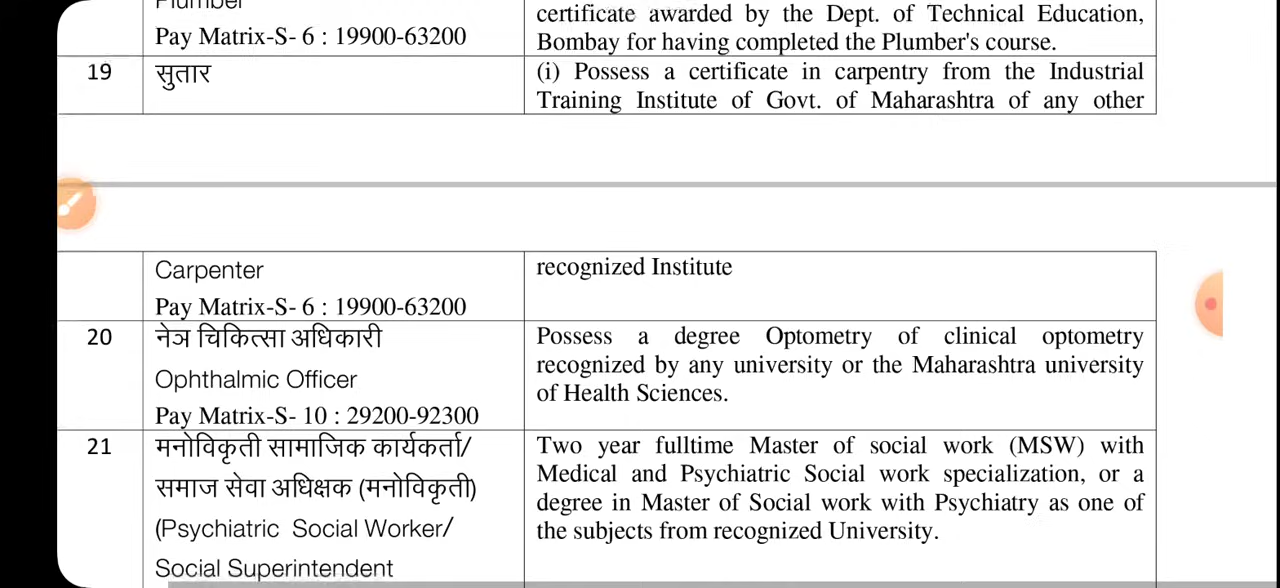 Plumber
Pay Matrix-S- 6 : 19900-63200
certificate awarded by the Dept. of Technical Education,
Bombay for having completed the Plumber's course.
19
सुतार
(i) Possess a certificate in carpentry from the Industrial
Training Institute of Govt. of Maharashtra of any other
Carpenter
Pay Matrix-S- 6 : 19900-63200
recognized Institute
20
नेञ चिकित्सा अधिकारी
Ophthalmic Officer
Pay Matrix-S- 10 : 29200-92300
Possess a degree Optometry of clinical optometry
recognized by any university or the Maharashtra university
of Health Sciences.
21
मनोविकृती सामाजिक कार्यकर्ता/
समाज सेवा अधिक्षक (मनोविकृती)
(Psychiatric Social Worker/
Social Superintendent
Two year fulltime Master of social work (MSW) with
Medical and Psychiatric Social work specialization, or a
degree in Master of Social work with Psychiatry as one of
the subjects from recognized University.